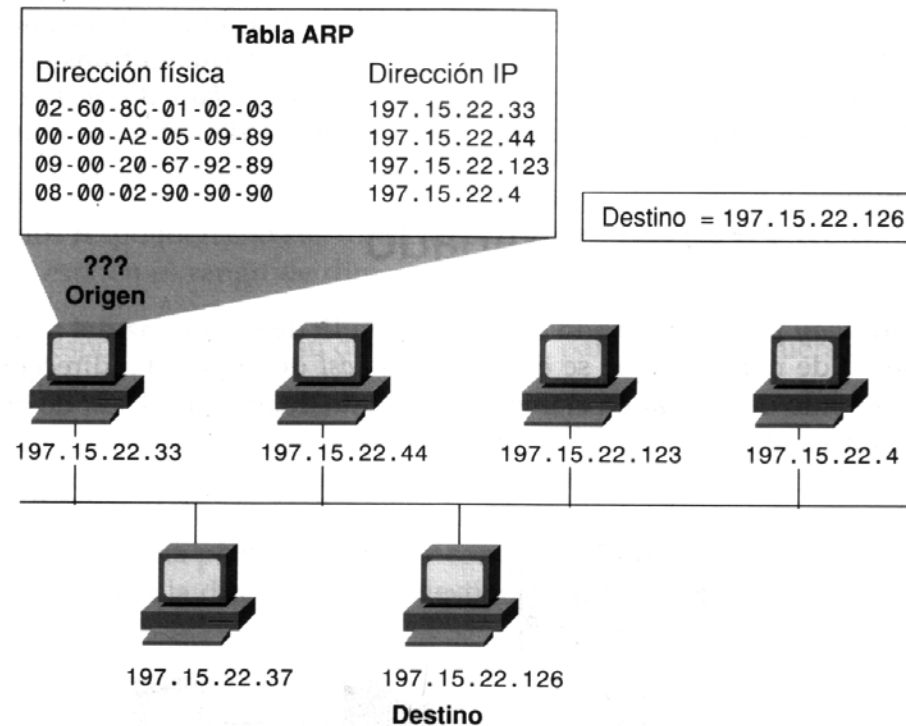 Tabla ARP
Dirección física Dirección IP
02-60-8C-01-02-03 197.15.22.33
00-00-A2-05-09-89 197.15.22.44
09-00-20-67-92-89 197.15.22.123
08-00-02-90-90-90 197.15.22.4
Destino = 197.15.22.126
???
Origen
197.15.22.33 197.15.22.44 197.15.22.123 197.15.22.4
197.15.22.37 197.15.22.126
Destino